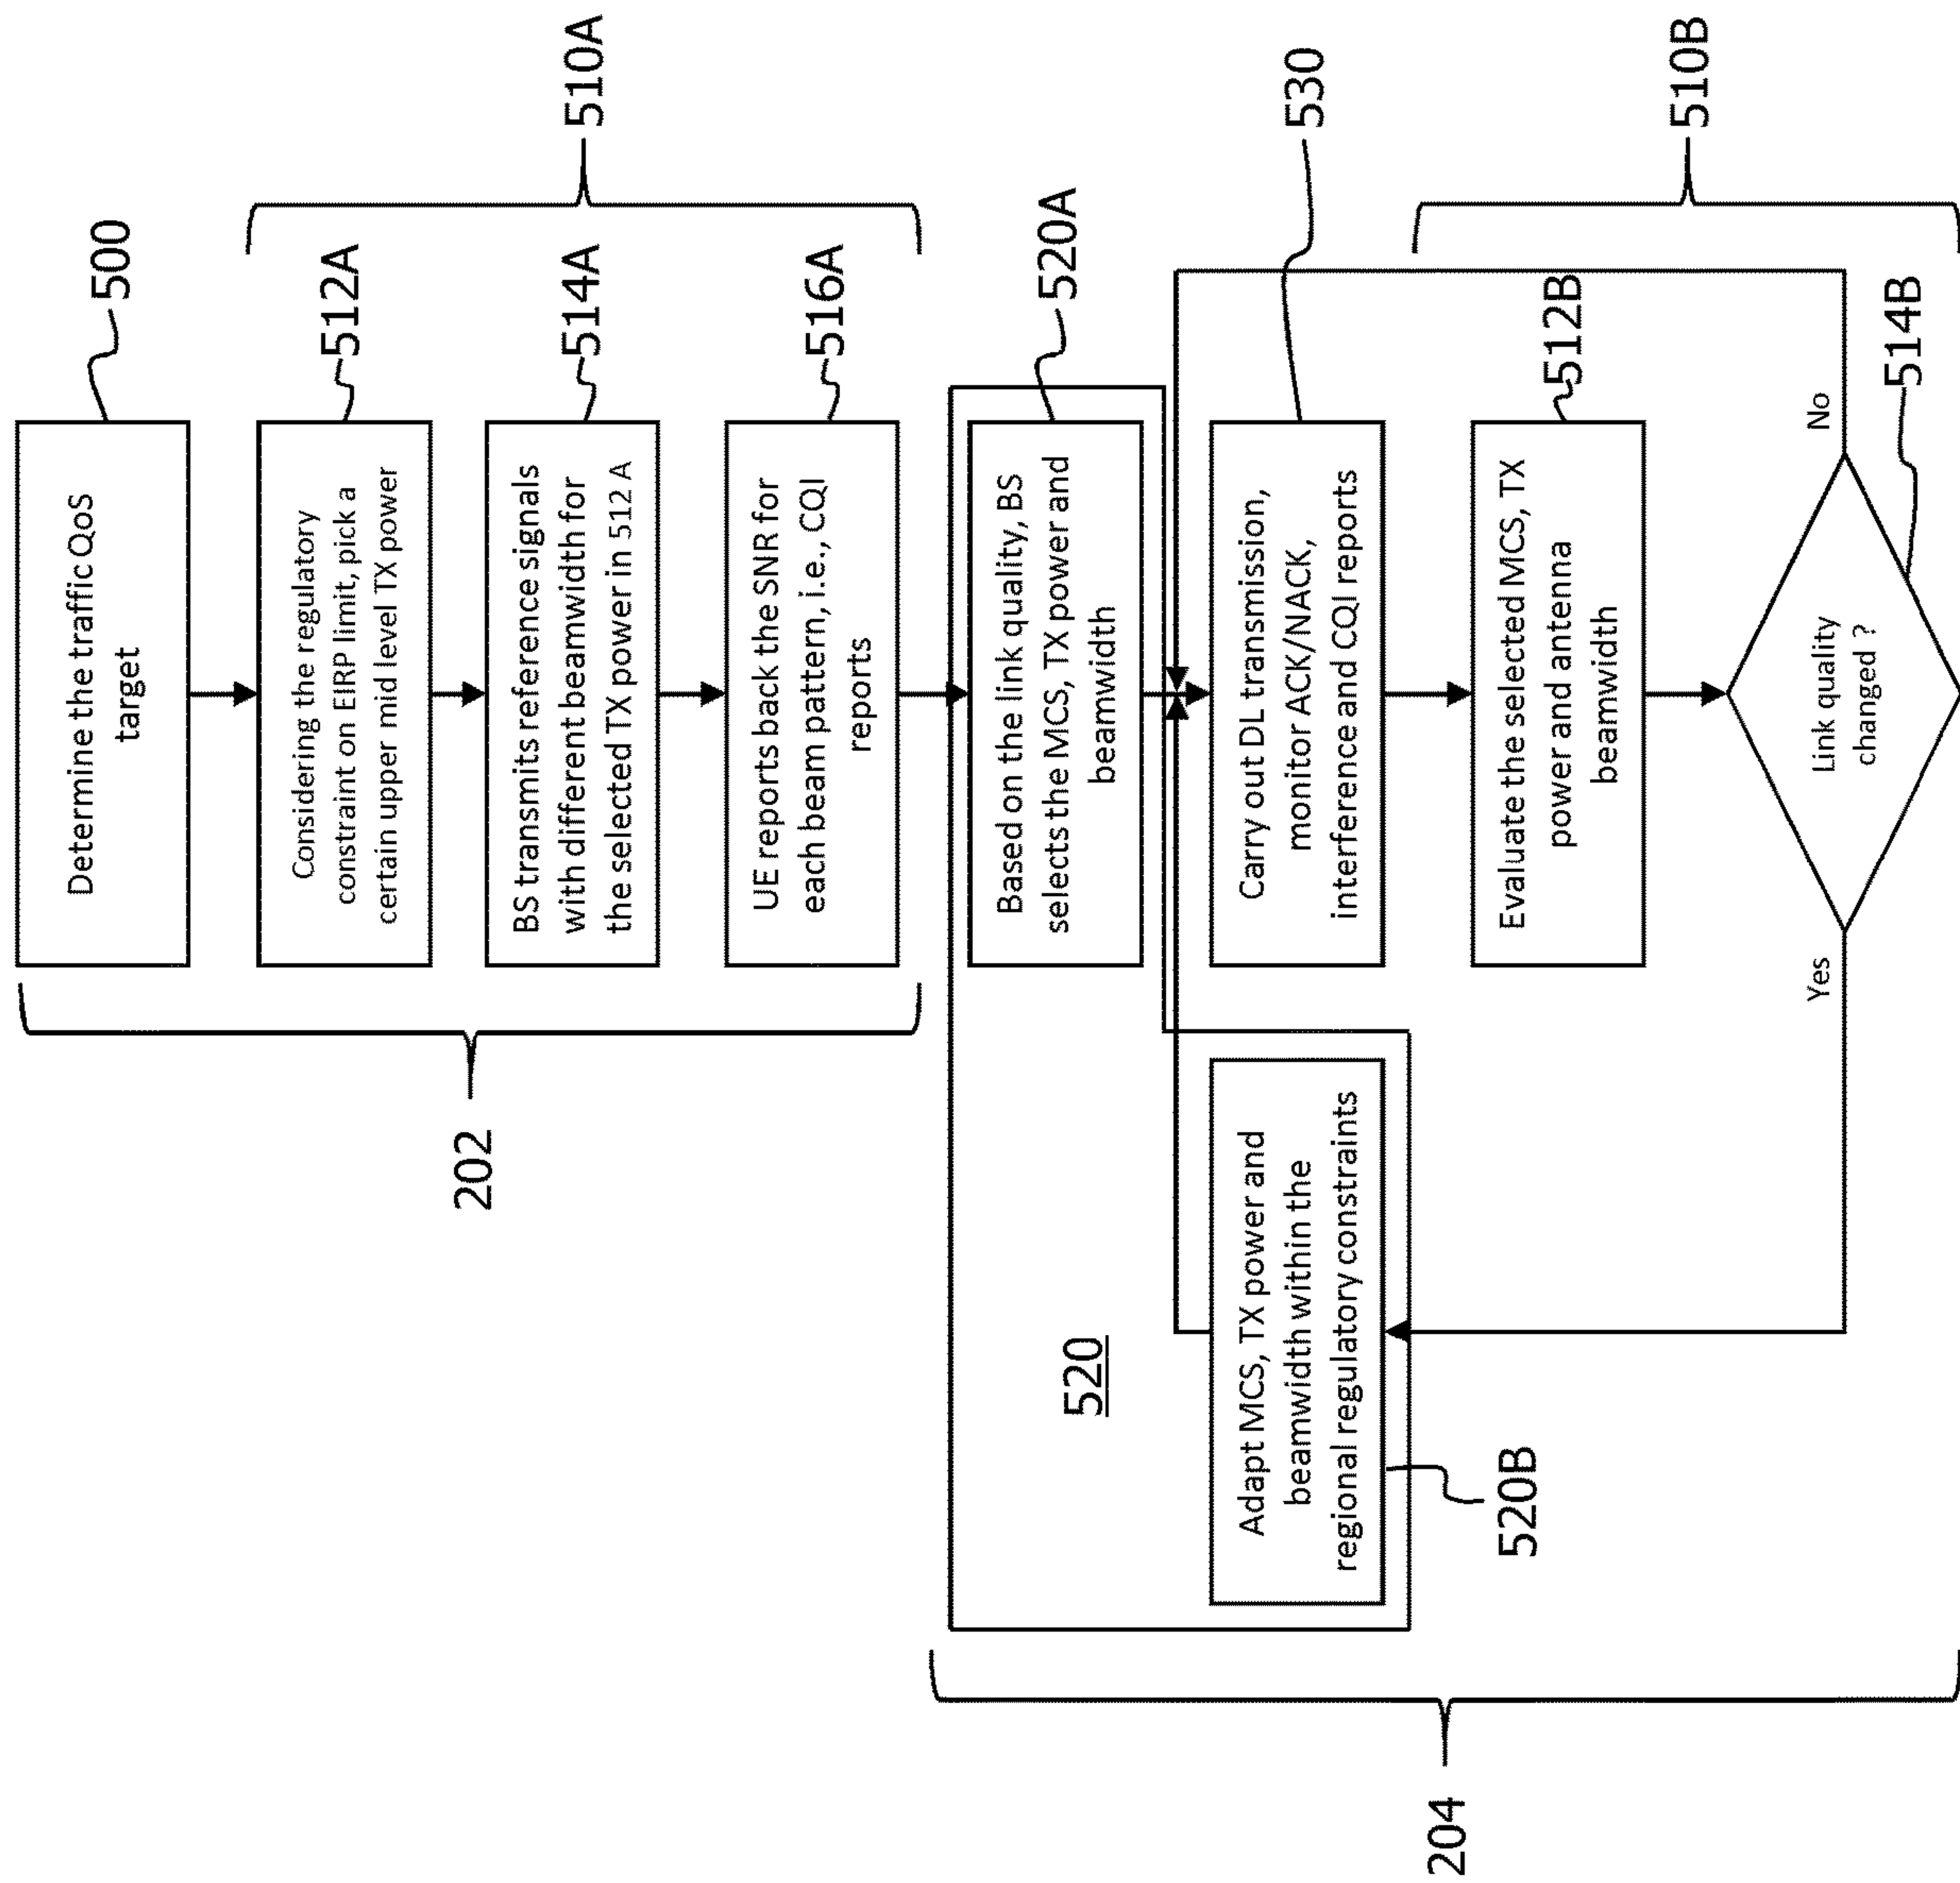 Determine the traffic QoS
target
500
Considering the regulatory
constraint on EIRP limit, pick a
certain upper mid level TX power
512A
BS transmits reference signals
with different beamwidth for
the selected TX power in 512 A
514A
UE reports back the SNR for
each beam pattern, i.e., CQI
reports
516A
510A
202
Based on the link quality, BS
selects the MCS, TX power and
beamwidth
520A
520
Adapt MCS, TX power and
beamwidth within the
regional regulatory constraints
520B
Carry out DL transmission,
monitor ACK/NACK,
interference and CQI reports
530
Evaluate the selected MCS, TX
power and antenna
beamwidth
512B
Link quality
changed ?
Yes
No
514B
510B
204